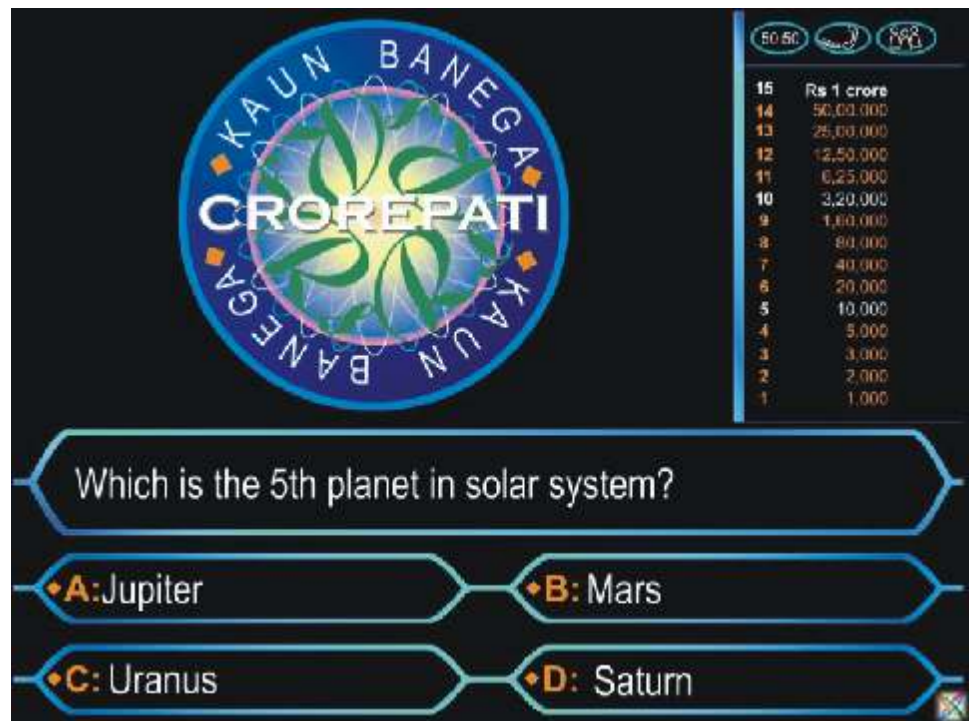 KAUN BANEGA
CROREPATI
KAUN BANEGA
50:50
15 Rs 1 crore
14 50,00,000
13 25,00,000
12 12,50,000
11 6,25,000
10 3,20,000
9 1,60,000
8 80,000
7 40,000
6 20,000
5 10,000
4 5,000
3 3,000
2 2,000
1 1,000
Which is the 5th planet in solar system?
A:Jupiter
B: Mars
C: Uranus
D: Saturn